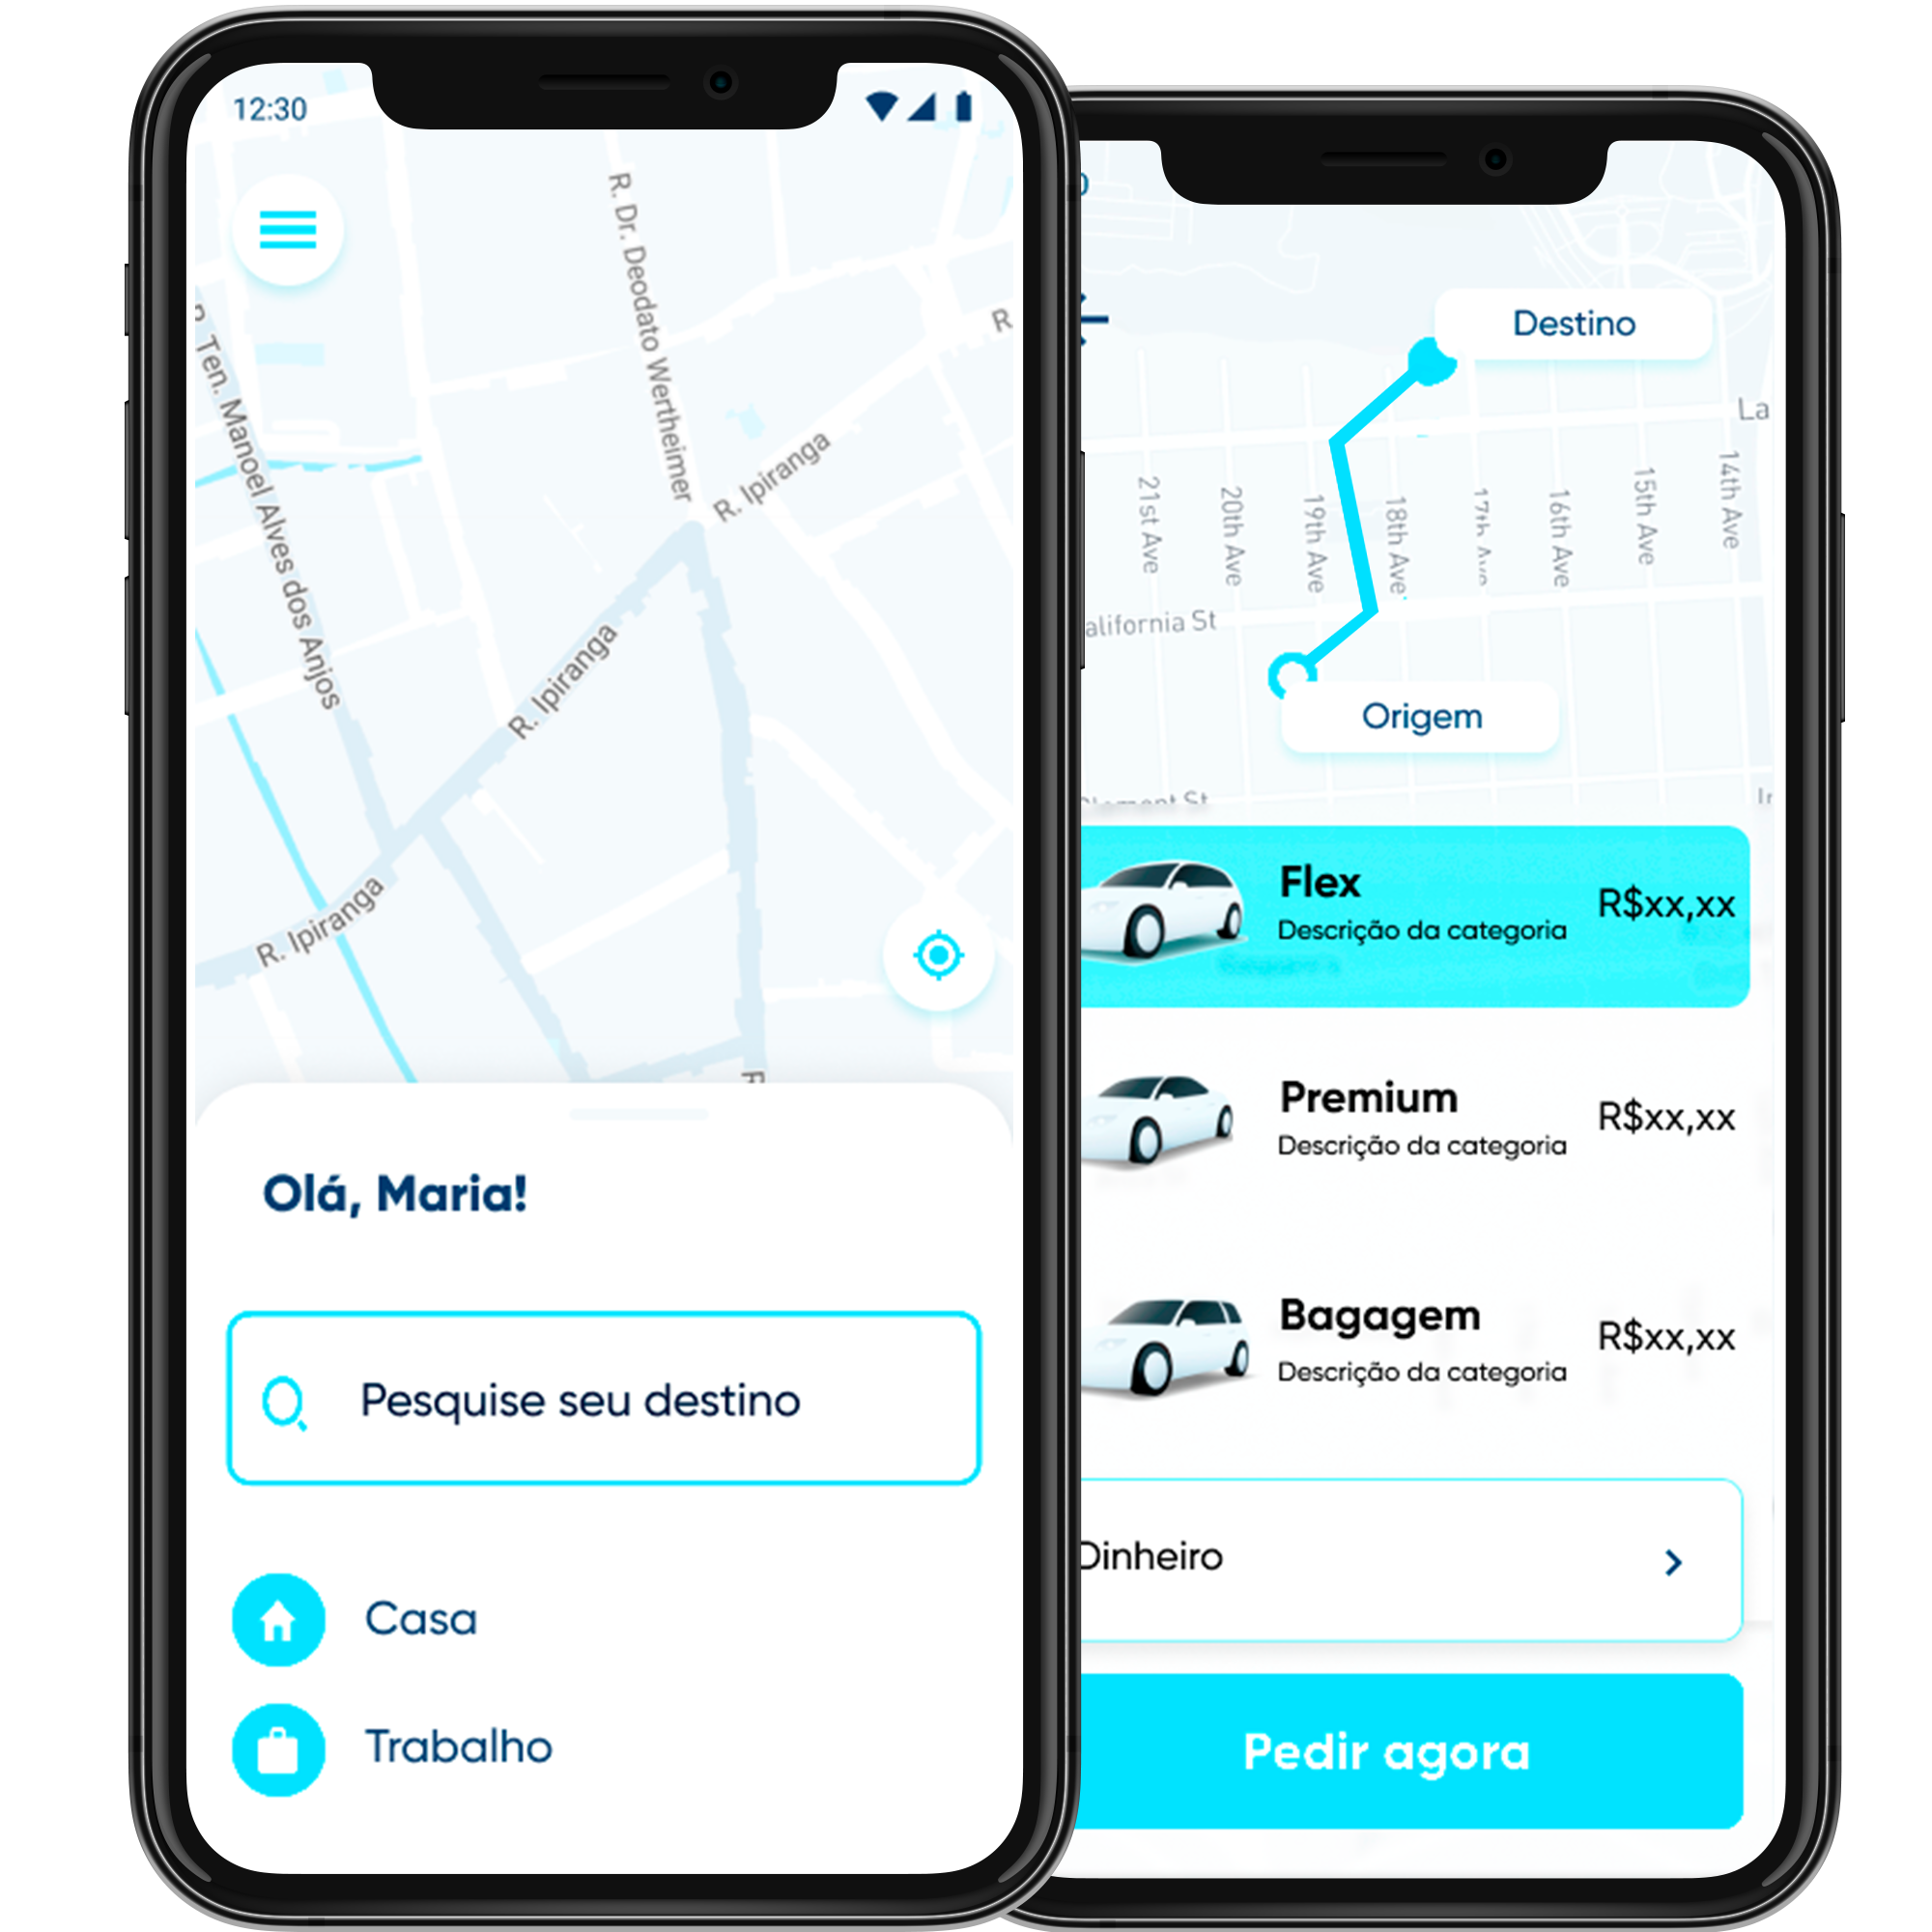 12:30
R. Dr. Deodato Wertheimer
R.
R. Ten. Manoel Alves dos Anjos
R. Ipiranga
R. Ipiranga
R. Ipiranga
R
Olá, Maria!
Pesquise seu destino
Casa
Trabalho
Destino
La
21st Ave
20th Ave
19th Ave
18th Ave
17th Ave
16th Ave
15th Ave
14th Ave
alifornia St
Origem
Flex
Descrição da categoria
R$xx,xx
Premium
Descrição da categoria
R$xx,xx
Bagagem
Descrição da categoria
R$xx,xx
Dinheiro
Pedir agora